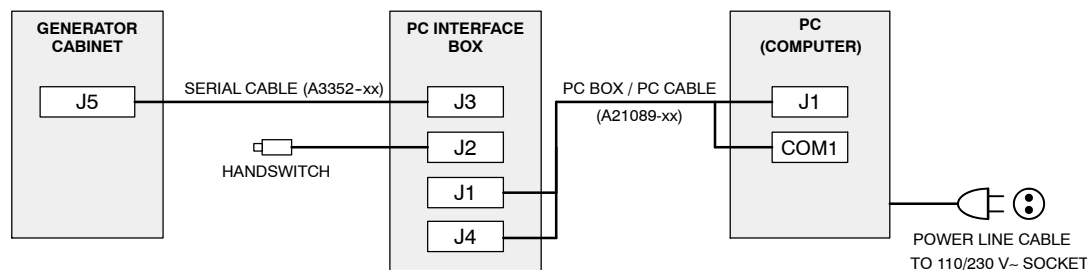 GENERATOR
CABINET
J5
SERIAL CABLE (A3352-xx)
HANDSWITCH
PC INTERFACE
BOX
J3
J2
J1
J4
PC BOX / PC CABLE
(A21089-xx)
PC
(COMPUTER)
J1
COM1
POWER LINE CABLE
TO 110/230 V~ SOCKET